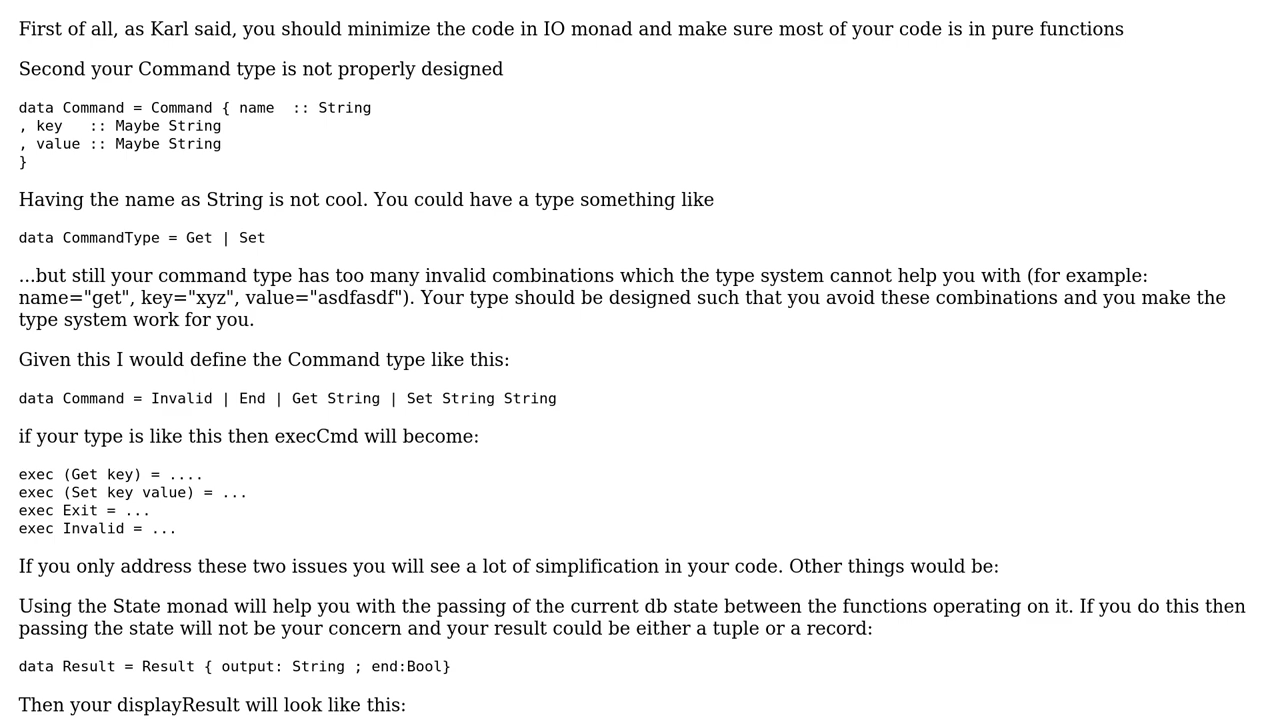 First of all, as Karl said, you should minimize the code in IO monad and make sure most of your code is in pure functions
Second your Command type is not properly designed
data Command = Command { name  :: String
, key   :: Maybe String
, value :: Maybe String
}
Having the name as String is not cool. You could have a type something like
data CommandType = Get | Set
...but still your command type has too many invalid combinations which the type system cannot help you with (for example:
name="get", key="xyz", value="asdfasdf"). Your type should be designed such that you avoid these combinations and you make the
type system work for you.
Given this I would define the Command type like this:
data Command = Invalid | End | Get String | Set String String
if your type is like this then execCmd will become:
exec (Get key) = ....
exec (Set key value) = ...
exec Exit = ...
exec Invalid = ...
If you only address these two issues you will see a lot of simplification in your code. Other things would be:
Using the State monad will help you with the passing of the current db state between the functions operating on it. If you do this then
passing the state will not be your concern and your result could be either a tuple or a record:
data Result = Result { output: String ; end:Bool}
Then your displayResult will look like this: